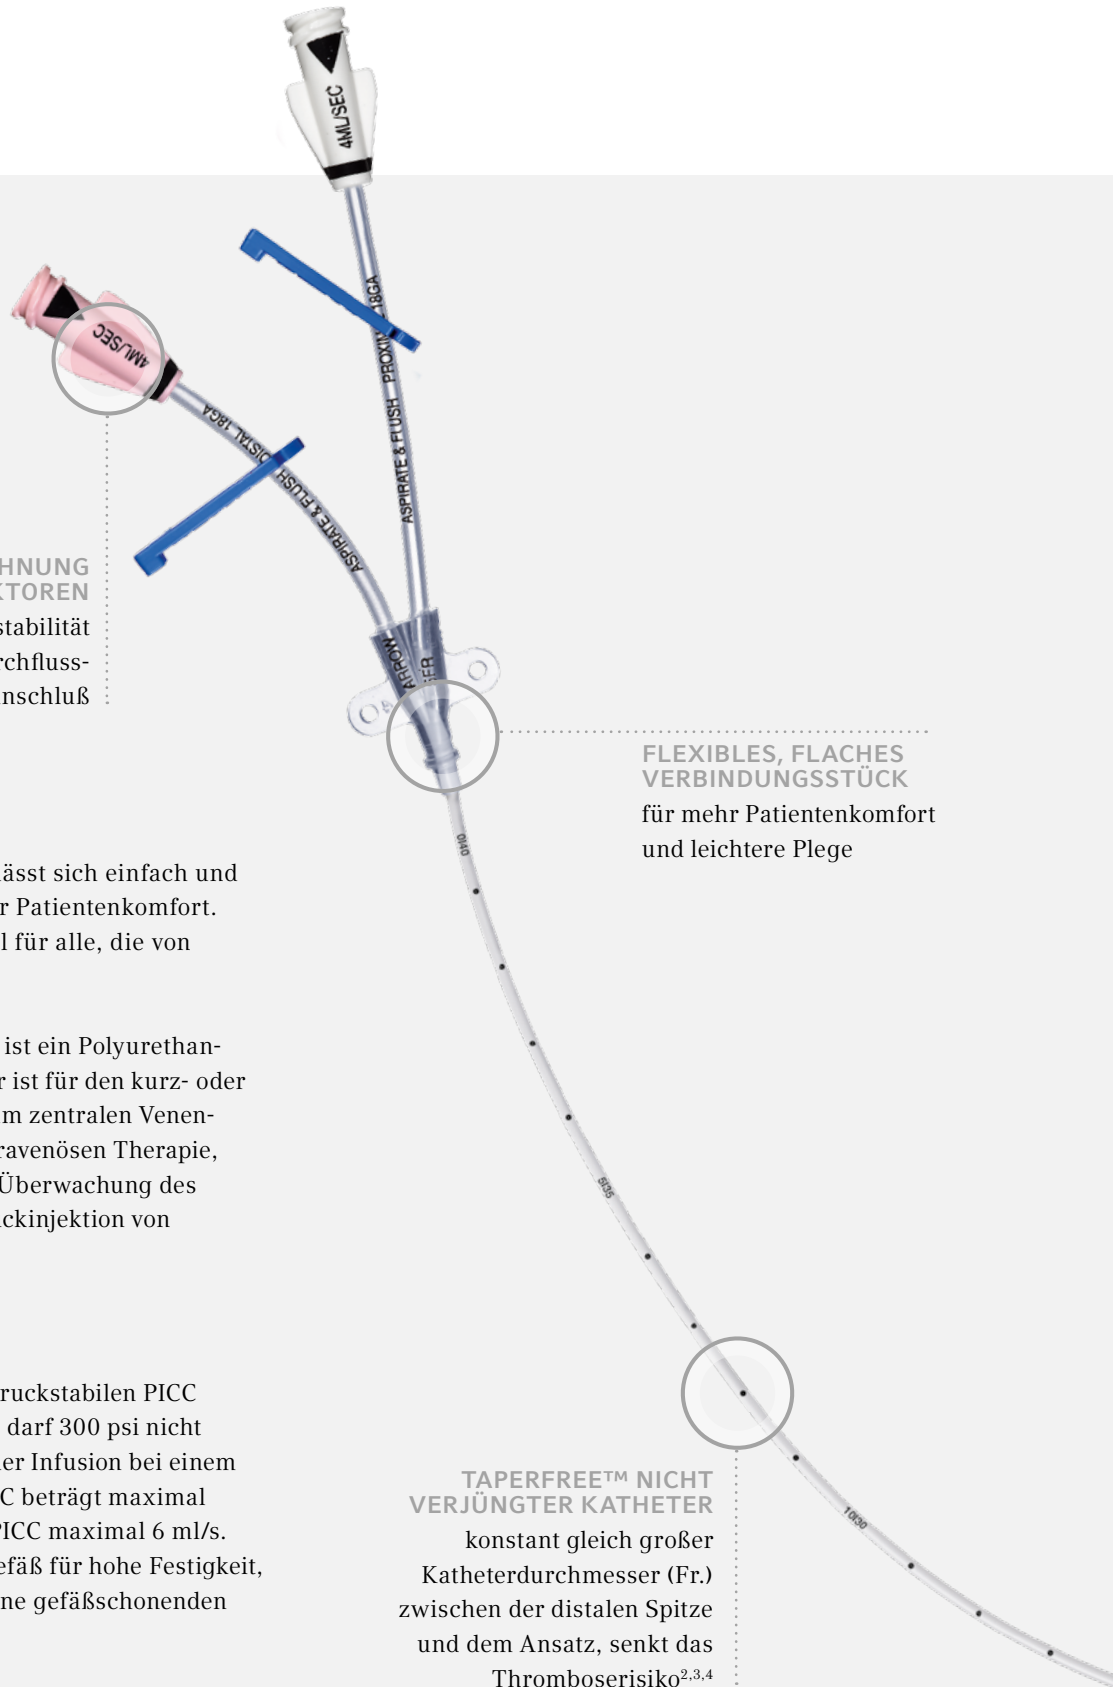 4ML/SEC
4ML/SEC
PROXIM 18GA
ASPIRATE & FLUSH
DISTAL 18GA
ASPIRATE & FLUSH
HNUNG
KTOREN
stabilität
rchfluss-
nschluß
ARROW
FLEXIBLES, FLACHES
VERBINDUNGSSTÜCK
für mehr Patientenkomfort
und leichtere Plege
0I40
ässt sich einfach und
r Patientenkomfort.
l für alle, die von
ist ein Polyurethan-
r ist für den kurz- oder
m zentralen Venen-
ravenösen Therapie,
Überwachung des
ckinjektion von
5I35
ruckstabilen PICC
darf 300 psi nicht
er Infusion bei einem
C beträgt maximal
PICC maximal 6 ml/s.
efäß für hohe Festigkeit,
ne gefäßschonenden
TAPERFREE™ NICHT
VERJÜNGTER KATHETER
konstant gleich großer
Katheterdurchmesser (Fr.)
zwischen der distalen Spitze
und dem Ansatz, senkt das
Thromboserisiko2,3,4
10I30